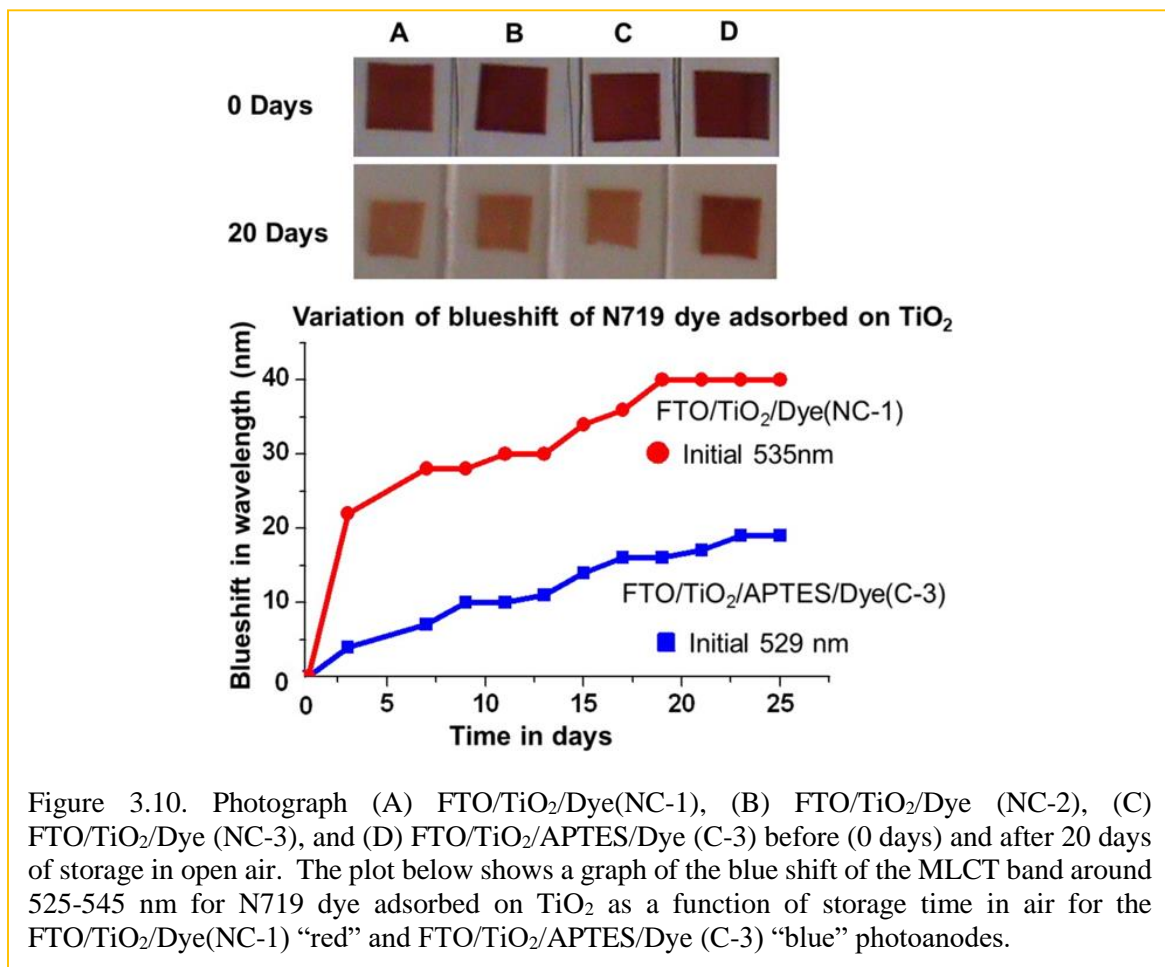 A B C D
0 Days
20 Days
Variation of blueshift of N719 dye adsorbed on TiO₂
Blueshift in wavelength (nm)
40
30
20
10
0
FTO/TiO₂/Dye(NC-1)
Initial 535nm
FTO/TiO₂/APTES/Dye(C-3)
Initial 529 nm
0 5 10 15 20 25
Time in days
Figure 3.10. Photograph (A) FTO/TiO₂/Dye(NC-1), (B) FTO/TiO₂/Dye (NC-2), (C)
FTO/TiO₂/Dye (NC-3), and (D) FTO/TiO₂/APTES/Dye (C-3) before (0 days) and after 20 days
of storage in open air. The plot below shows a graph of the blue shift of the MLCT band around
525-545 nm for N719 dye adsorbed on TiO₂ as a function of storage time in air for the
FTO/TiO₂/Dye(NC-1) “red” and FTO/TiO₂/APTES/Dye (C-3) “blue” photoanodes.